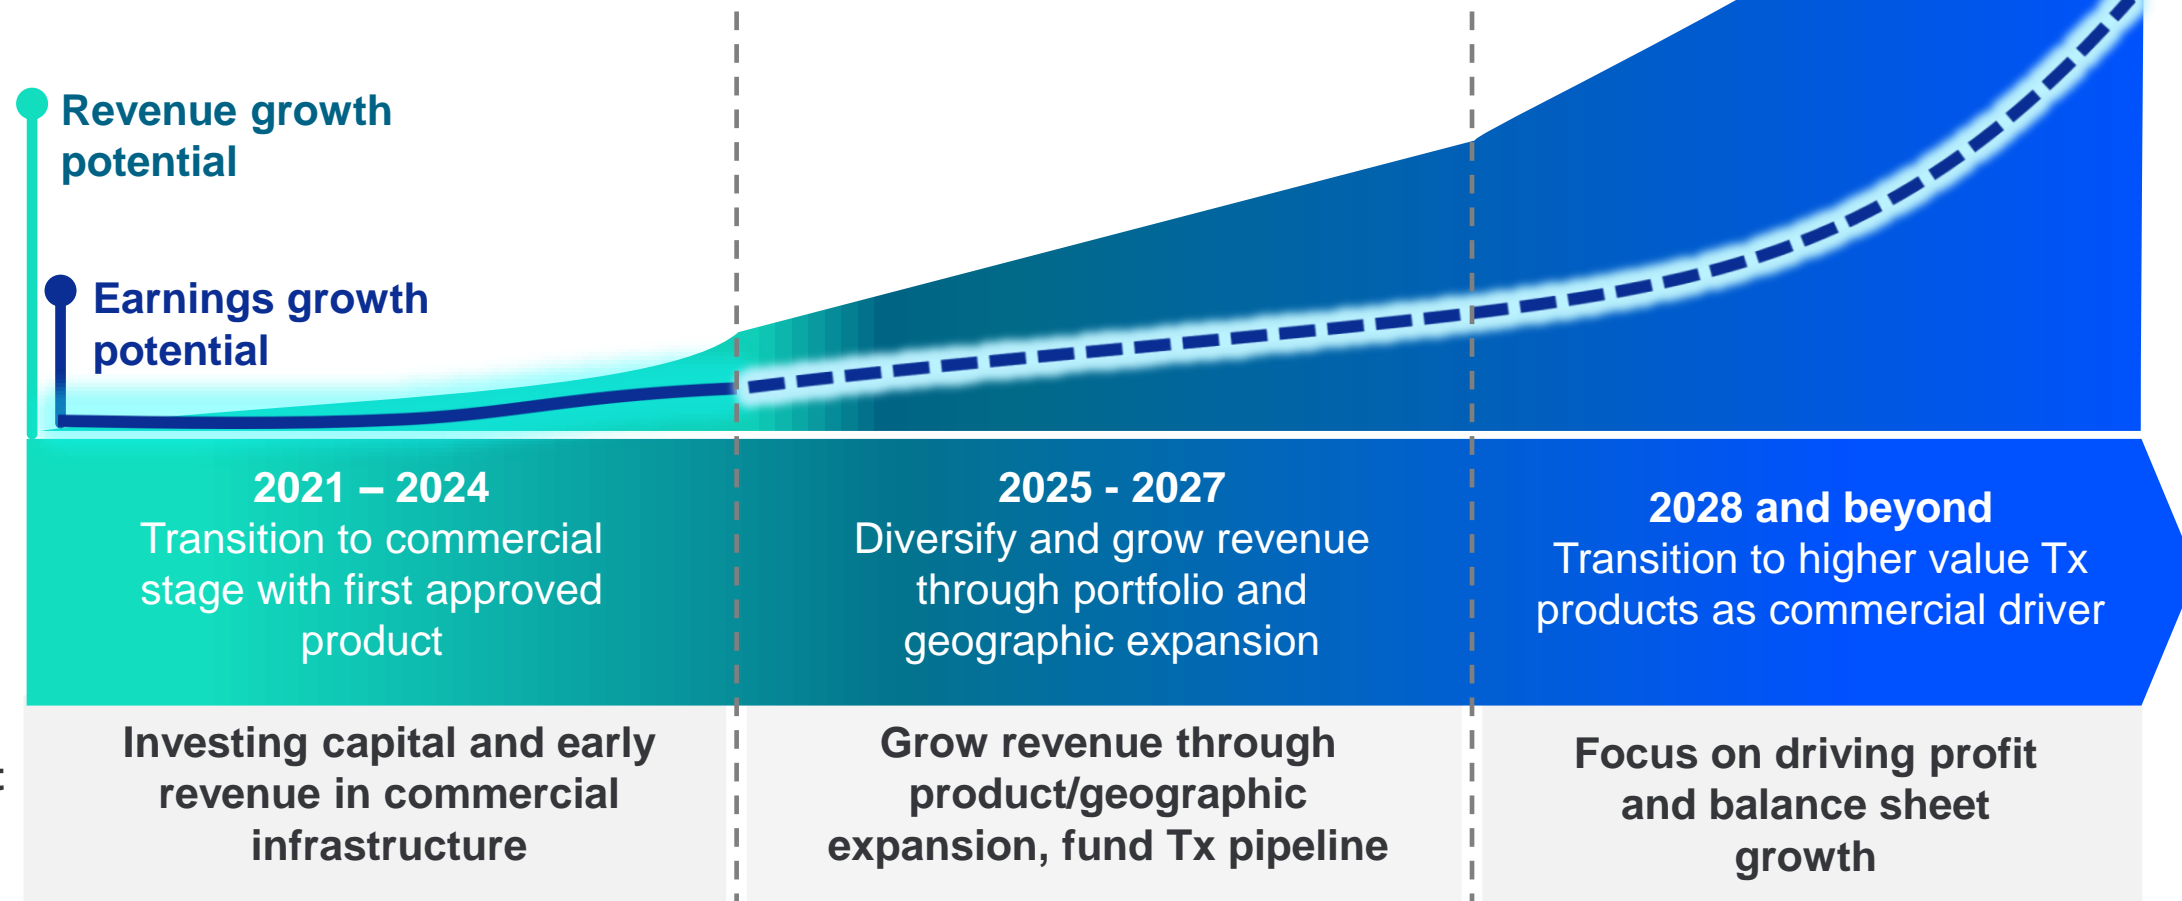 Revenue growth
potential
Earnings growth
potential
2021 – 2024
Transition to commercial
stage with first approved
product
2025 - 2027
Diversify and grow revenue
through portfolio and
geographic expansion
2028 and beyond
Transition to higher value Tx
products as commercial driver
Investing capital and early
revenue in commercial
infrastructure
Grow revenue through
product/geographic
expansion, fund Tx pipeline
Focus on driving profit
and balance sheet
growth